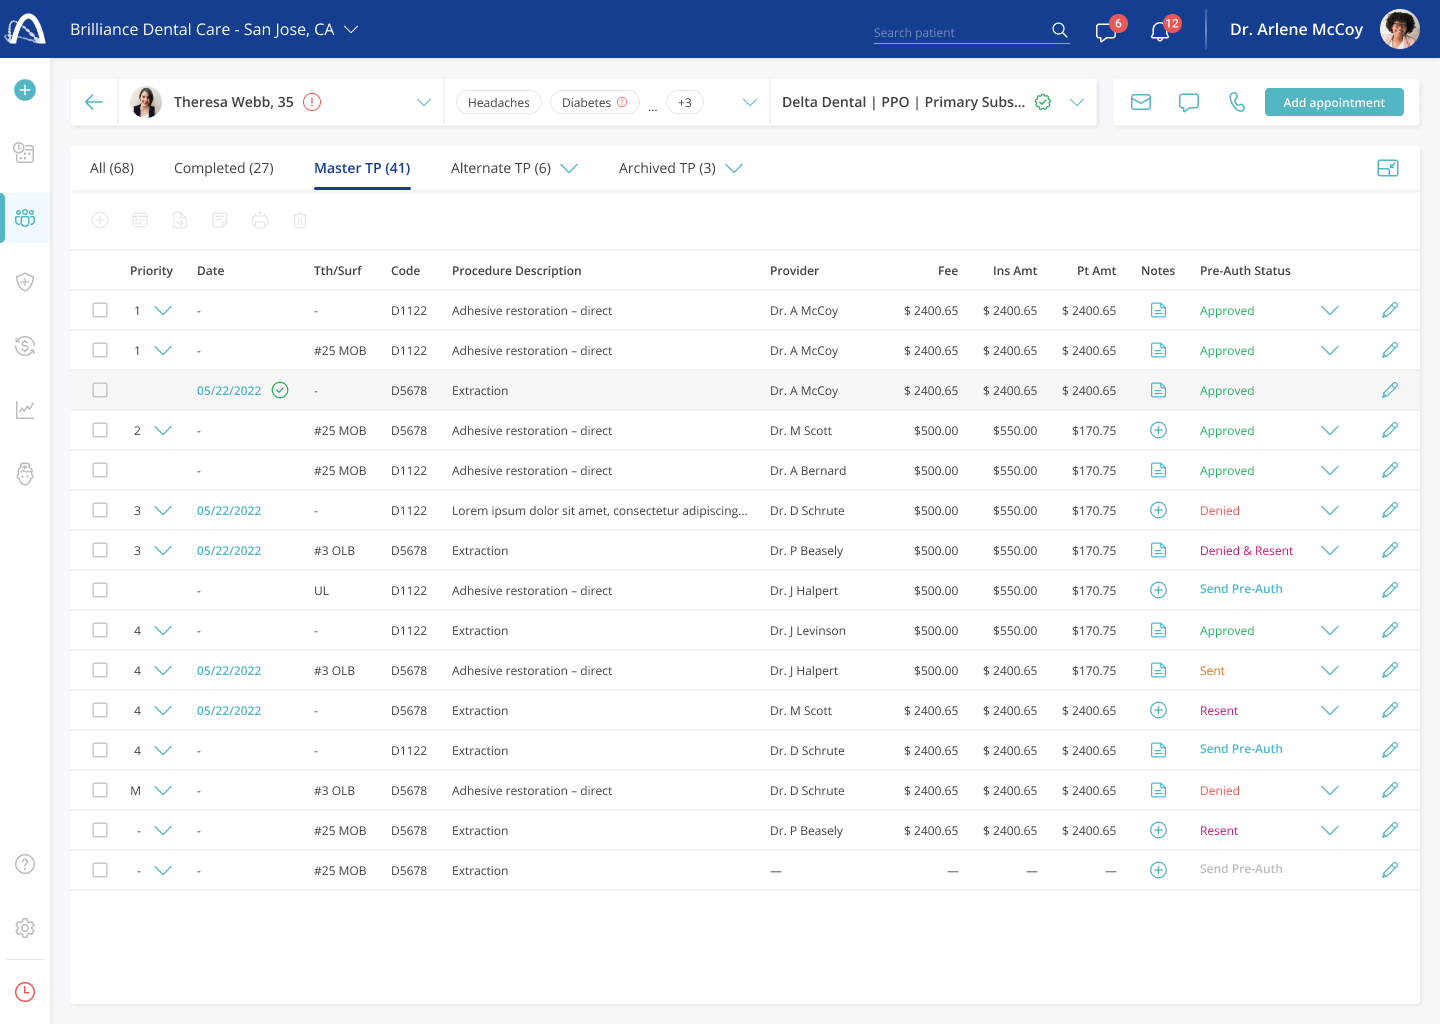 Brilliance Dental Care - San Jose, CA
Search patient
6
12
Dr. Arlene McCoy
Theresa Webb, 35
Headaches
Diabetes
...
+3
Delta Dental | PPO | Primary Subs...
Add appointment
All (68)
Completed (27)
Master TP (41)
Alternate TP (6)
Archived TP (3)
Priority Date Tth/Surf Code Procedure Description Provider Fee Ins Amt Pt Amt Notes Pre-Auth Status
1 - - D1122 Adhesive restoration – direct Dr. A McCoy $ 2400.65 $ 2400.65 $ 2400.65 Approved
1 - #25 MOB D1122 Adhesive restoration – direct Dr. A McCoy $ 2400.65 $ 2400.65 $ 2400.65 Approved
05/22/2022 - D5678 Extraction Dr. A McCoy $ 2400.65 $ 2400.65 $ 2400.65 Approved
2 - #25 MOB D5678 Adhesive restoration – direct Dr. M Scott $500.00 $550.00 $170.75 Approved
- #25 MOB D1122 Adhesive restoration – direct Dr. A Bernard $500.00 $550.00 $170.75 Approved
3 05/22/2022 - D1122 Lorem ipsum dolor sit amet, consectetur adipiscing... Dr. D Schrute $500.00 $550.00 $170.75 Denied
3 05/22/2022 #3 OLB D5678 Extraction Dr. P Beasely $500.00 $550.00 $170.75 Denied & Resent
- UL D1122 Adhesive restoration – direct Dr. J Halpert $500.00 $550.00 $170.75 Send Pre-Auth
4 - - D1122 Extraction Dr. J Levinson $500.00 $550.00 $170.75 Approved
4 05/22/2022 #3 OLB D5678 Adhesive restoration – direct Dr. J Halpert $500.00 $ 2400.65 $170.75 Sent
4 05/22/2022 - D5678 Extraction Dr. M Scott $ 2400.65 $ 2400.65 $ 2400.65 Resent
4 - - D1122 Extraction Dr. D Schrute $ 2400.65 $ 2400.65 $ 2400.65 Send Pre-Auth
M - #3 OLB D5678 Adhesive restoration – direct Dr. D Schrute $ 2400.65 $ 2400.65 $ 2400.65 Denied
- - #25 MOB D5678 Extraction Dr. P Beasely $ 2400.65 $ 2400.65 $ 2400.65 Resent
- - #25 MOB D5678 Extraction — — — — Send Pre-Auth